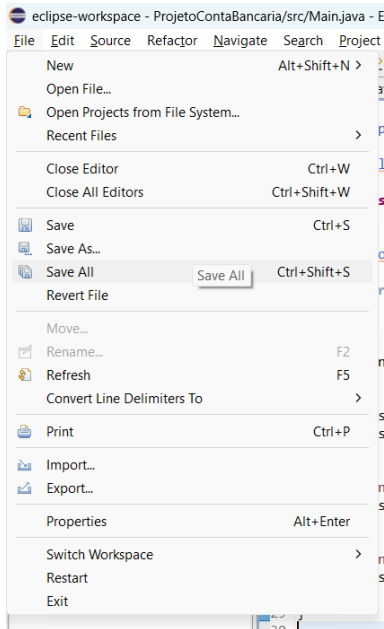 eclipse-workspace - ProjetoContaBancaria/src/Main.java - E
File Edit Source Refactor Navigate Search Project
New Alt+Shift+N >
Open File...
Open Projects from File System...
Recent Files >
Close Editor Ctrl+W
Close All Editors Ctrl+Shift+W
Save Ctrl+S
Save As...
Save All Save All Ctrl+Shift+S
Revert File
Move...
Rename... F2
Refresh F5
Convert Line Delimiters To >
Print Ctrl+P
Import...
Export...
Properties Alt+Enter
Switch Workspace >
Restart
Exit